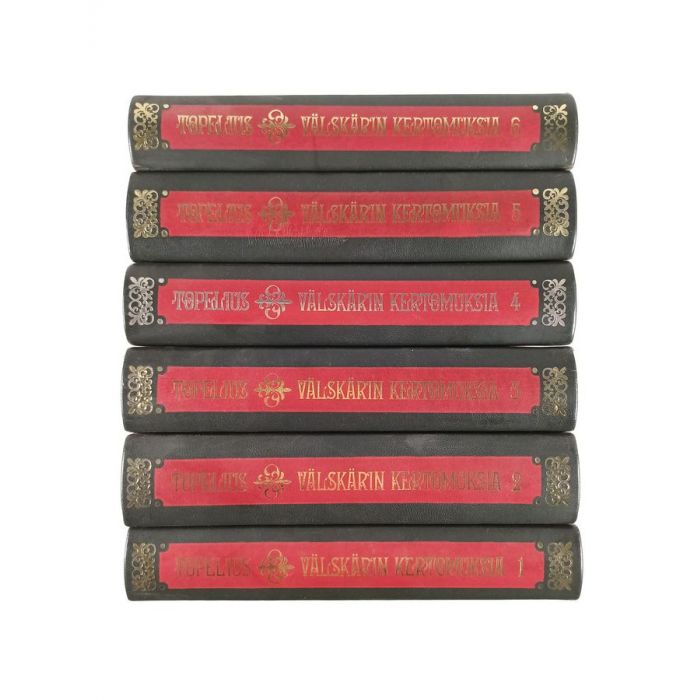 TOPELIUS VÄLSKÄRIN KERTOMUKSIA 6
TOPELIUS VÄLSKÄRIN KERTOMUKSIA 5
TOPELIUS VÄLSKÄRIN KERTOMUKSIA 4
TOPELIUS VÄLSKÄRIN KERTOMUKSIA 3
TOPELIUS VÄLSKÄRIN KERTOMUKSIA 2
TOPELIUS VÄLSKÄRIN KERTOMUKSIA 1